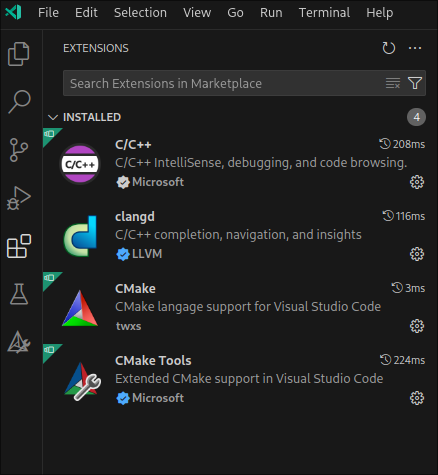 File Edit Selection View Go Run Terminal Help
EXTENSIONS
Search Extensions in Marketplace
INSTALLED 4
C/C++ 208ms
C/C++
C/C++ IntelliSense, debugging, and code browsing.
Microsoft
clangd 116ms
C/C++ completion, navigation, and insights
LLVM
CMake 3ms
CMake langage support for Visual Studio Code
twxs
CMake Tools 224ms
Extended CMake support in Visual Studio Code
Microsoft